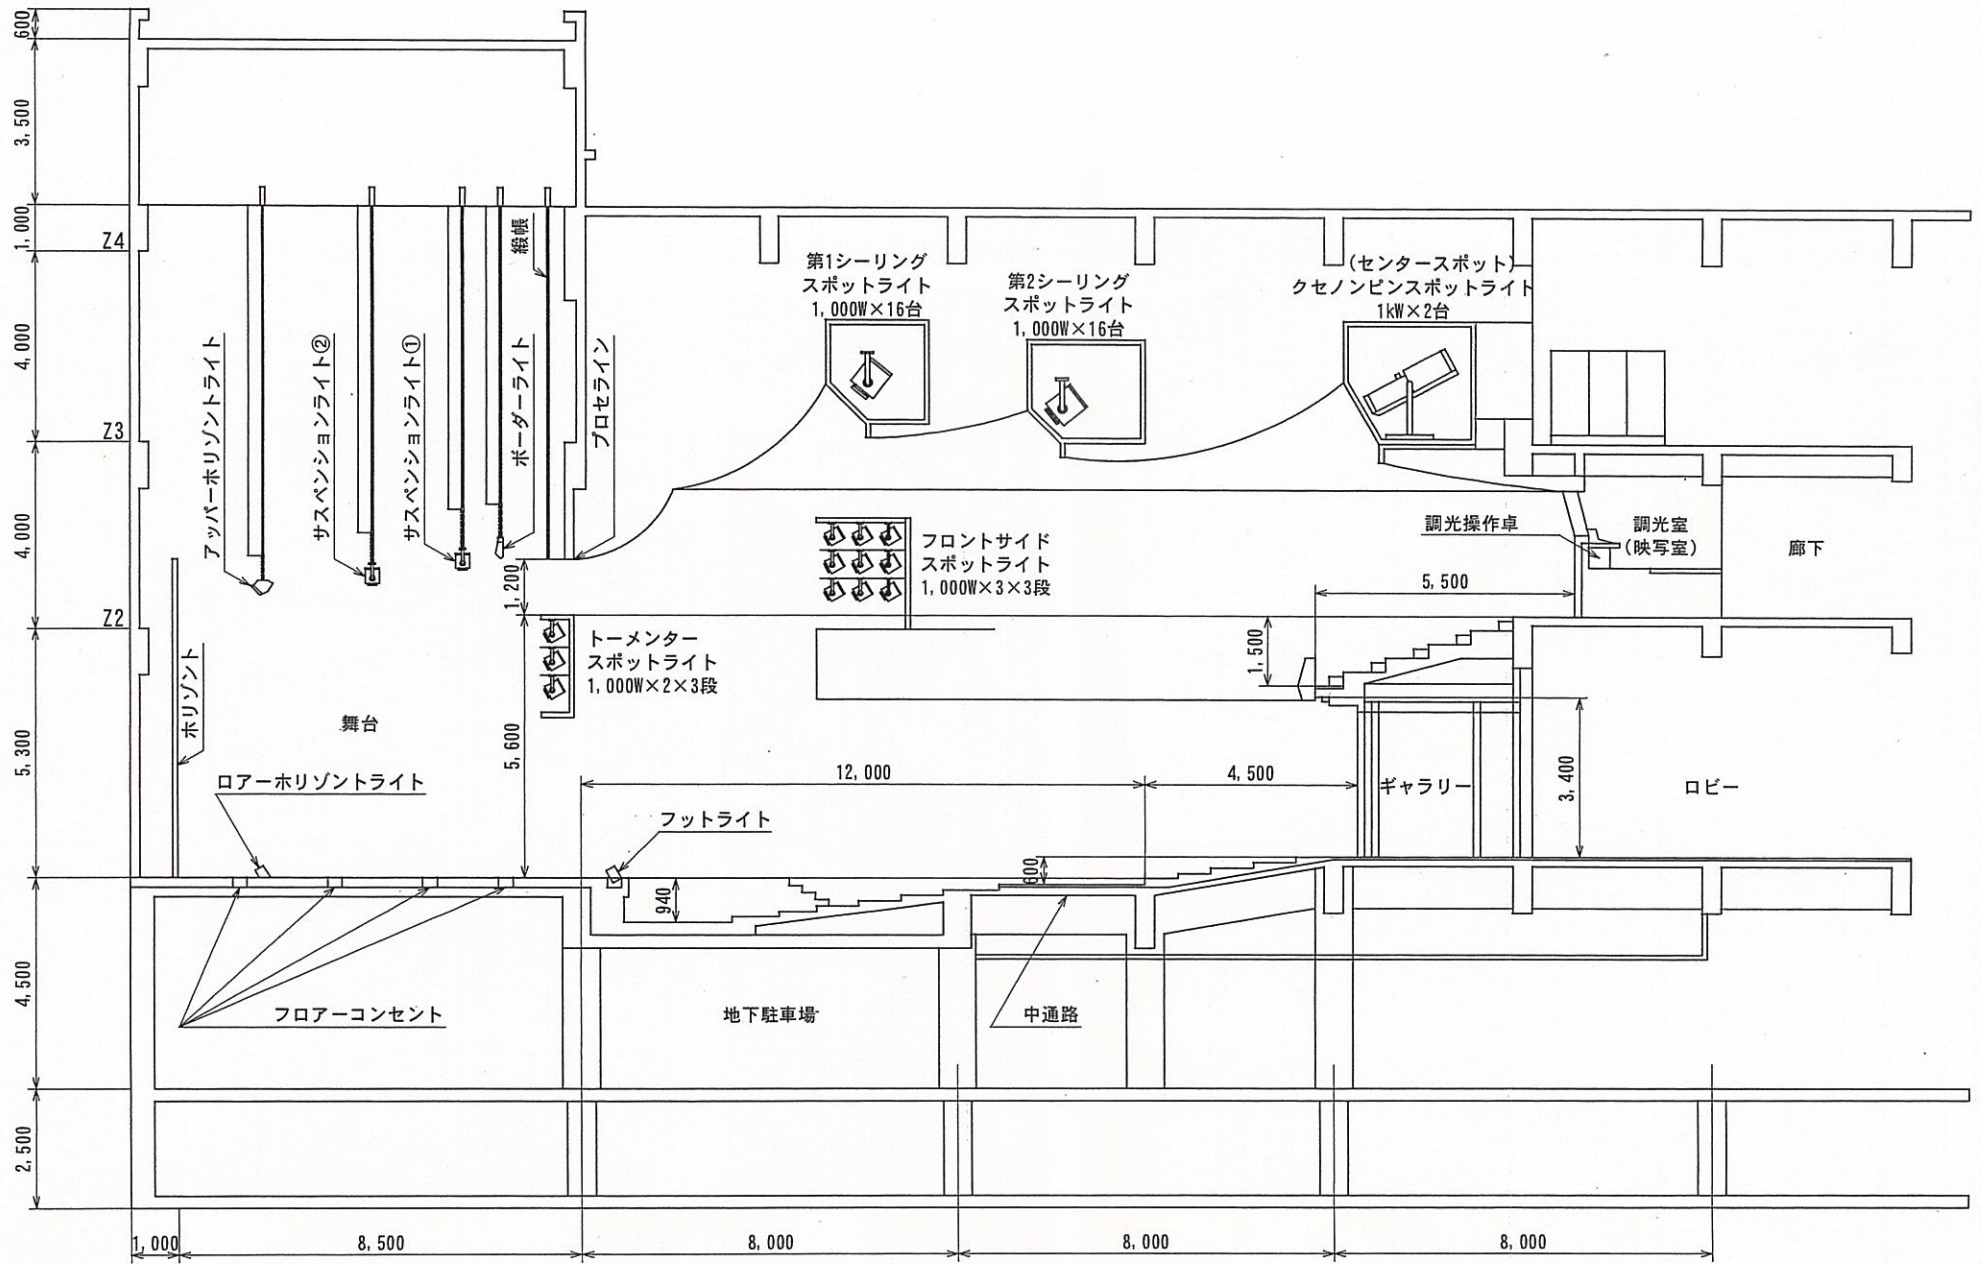 600
3,500
1,000
4,000
4,000
5,300
4,500
2,500
Z4
Z3
Z2
アッパーホリゾントライト
サスペンションライト②
サスペンションライト①
ボーダーライト
緞帳
プロセライン
第1シーリング
スポットライト
1,000W×16台
第2シーリング
スポットライト
1,000W×16台
(センタースポット)
クセノンピンスポットライト
1kW×2台
フロントサイド
スポットライト
1,000W×3×3段
調光操作卓
調光室
(映写室)
廊下
1,200
5,500
トーメンター
スポットライト
1,000W×2×3段
1,500
ホリゾント
舞台
5,600
ロアーホリゾントライト
12,000
4,500
ギャラリー
3,400
ロビー
フットライト
600
940
フロアーコンセント
地下駐車場
中通路
1,000
8,500
8,000
8,000
8,000